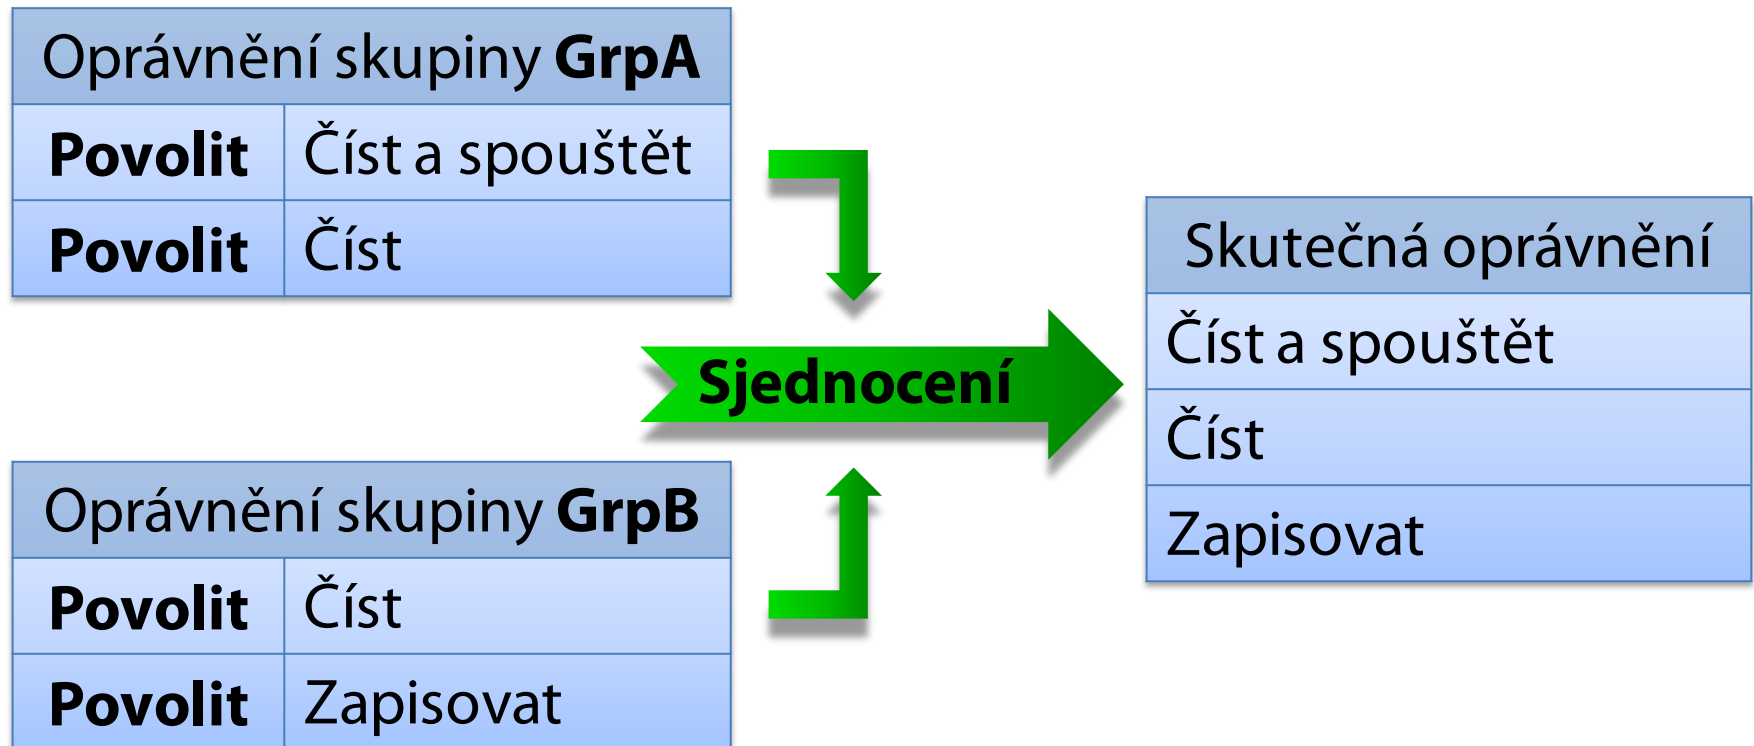 Oprávnění skupiny GrpA
Povolit Číst a spouštět
Povolit Číst
Sjednocení
Oprávnění skupiny GrpB
Povolit Číst
Povolit Zapisovat
Skutečná oprávnění
Číst a spouštět
Číst
Zapisovat